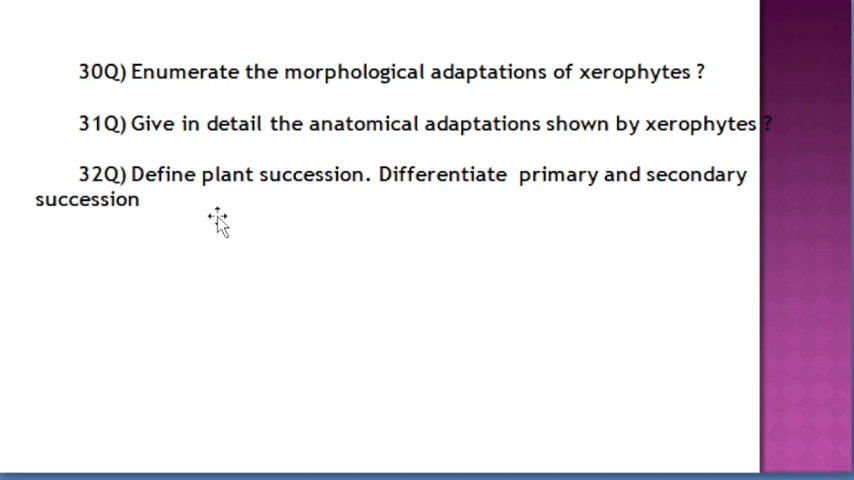 30Q) Enumerate the morphological adaptations of xerophytes ?
31Q) Give in detail the anatomical adaptations shown by xerophytes ?
32Q) Define plant succession. Differentiate primary and secondary
succession